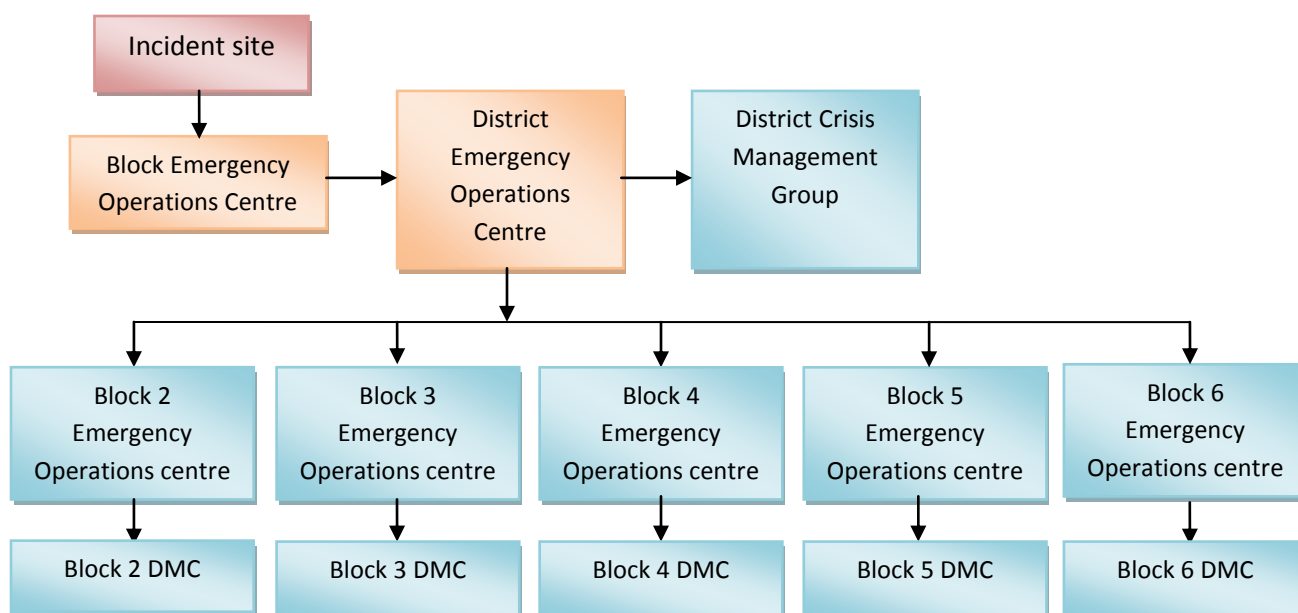 Incident site
Block Emergency
Operations Centre
District
Emergency
Operations
Centre
District Crisis
Management
Group
Block 2
Emergency
Operations centre
Block 3
Emergency
Operations centre
Block 4
Emergency
Operations centre
Block 5
Emergency
Operations centre
Block 6
Emergency
Operations centre
Block 2 DMC
Block 3 DMC
Block 4 DMC
Block 5 DMC
Block 6 DMC